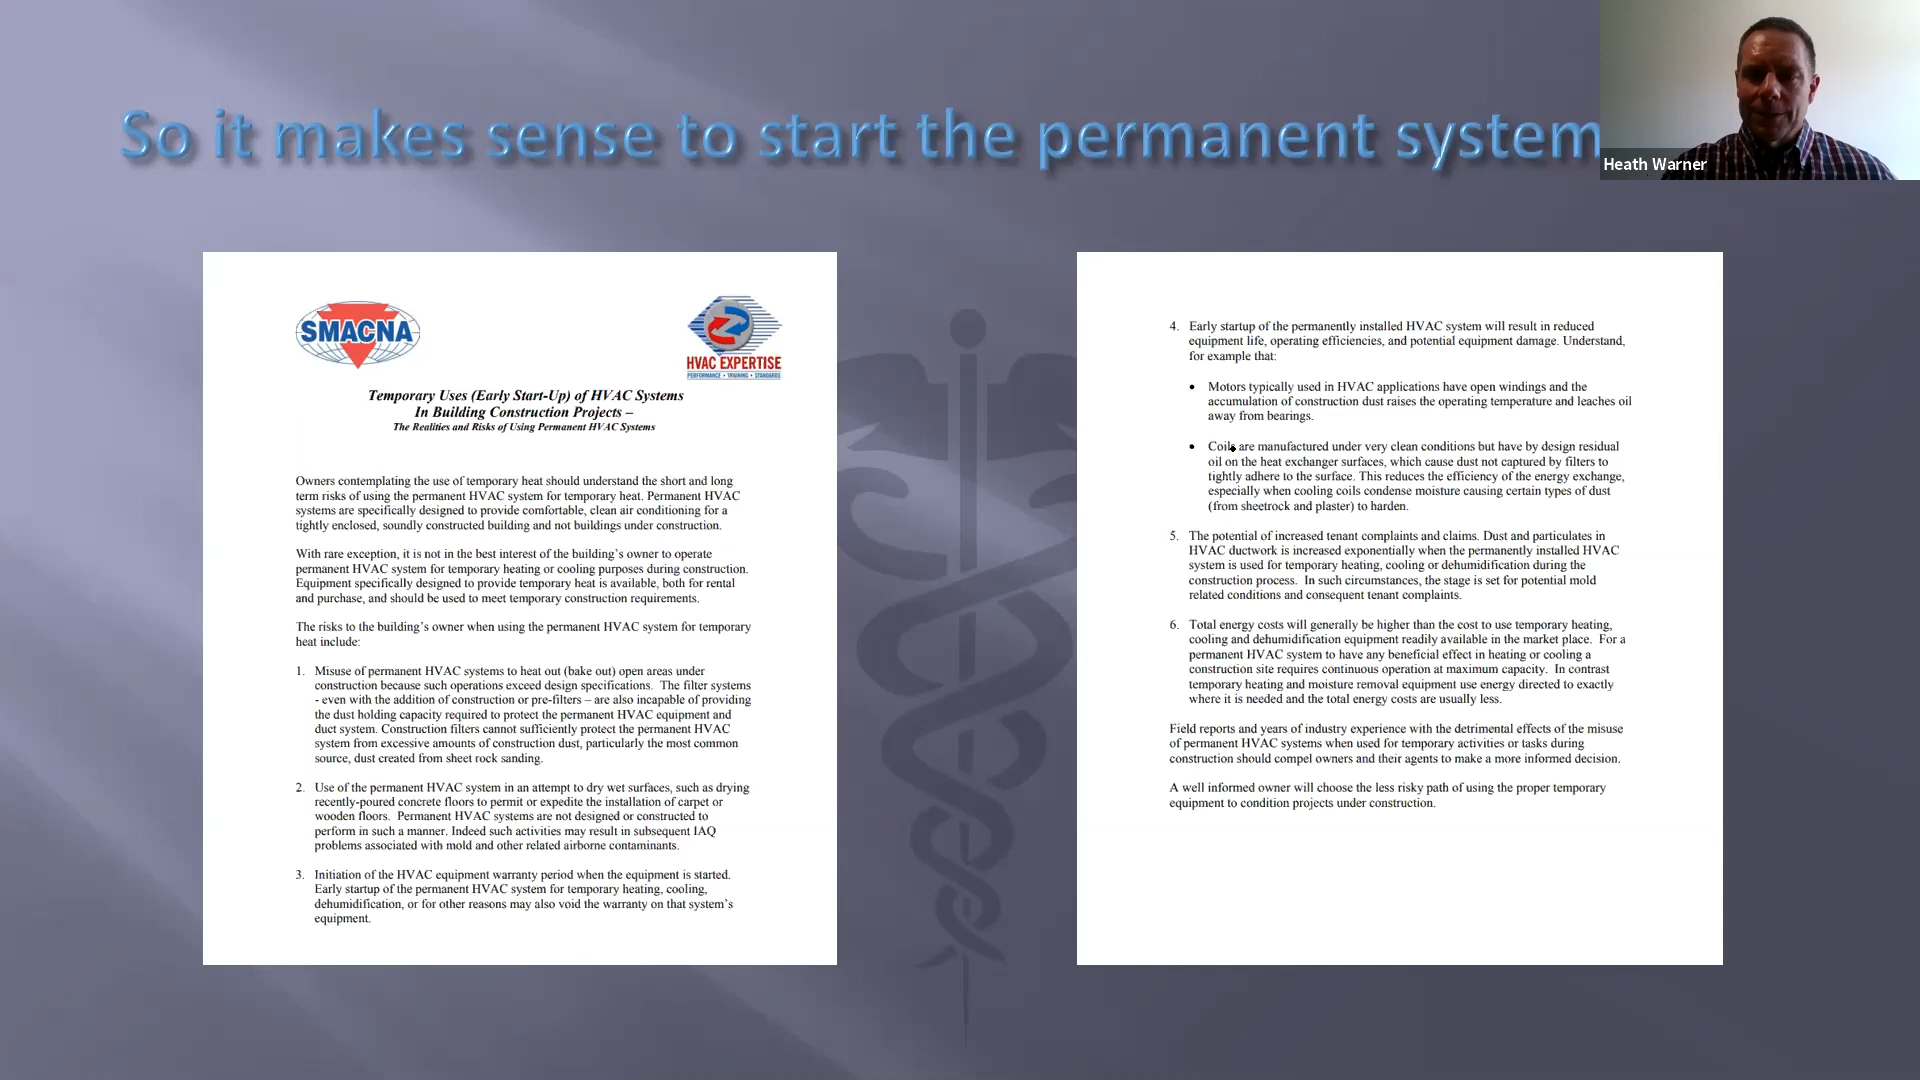 So it makes sense to start the permanent system
Heath Warner
SMACNA
HVAC EXPERTISE
PERFORMANCE • TRAINING • STANDARDS
Temporary Uses (Early Start-Up) of HVAC Systems
In Building Construction Projects –
The Realities and Risks of Using Permanent HVAC Systems
Owners contemplating the use of temporary heat should understand the short and long
term risks of using the permanent HVAC system for temporary heat. Permanent HVAC
systems are specifically designed to provide comfortable, clean air conditioning for a
tightly enclosed, soundly constructed building and not buildings under construction.
With rare exception, it is not in the best interest of the building’s owner to operate
permanent HVAC system for temporary heating or cooling purposes during construction.
Equipment specifically designed to provide temporary heat is available, both for rental
and purchase, and should be used to meet temporary construction requirements.
The risks to the building’s owner when using the permanent HVAC system for temporary
heat include:
1. Misuse of permanent HVAC systems to heat out (bake out) open areas under
construction because such operations exceed design specifications. The filter systems
- even with the addition of construction or pre-filters – are also incapable of providing
the dust holding capacity required to protect the permanent HVAC equipment and
duct system. Construction filters cannot sufficiently protect the permanent HVAC
system from excessive amounts of construction dust, particularly the most common
source, dust created from sheet rock sanding.
2. Use of the permanent HVAC system in an attempt to dry wet surfaces, such as drying
recently-poured concrete floors to permit or expedite the installation of carpet or
wooden floors. Permanent HVAC systems are not designed or constructed to
perform in such a manner. Indeed such activities may result in subsequent IAQ
problems associated with mold and other related airborne contaminants.
3. Initiation of the HVAC equipment warranty period when the equipment is started.
Early startup of the permanent HVAC system for temporary heating, cooling,
dehumidification, or for other reasons may also void the warranty on that system’s
equipment.
4. Early startup of the permanently installed HVAC system will result in reduced
equipment life, operating efficiencies, and potential equipment damage. Understand,
for example that:
• Motors typically used in HVAC applications have open windings and the
accumulation of construction dust raises the operating temperature and leaches oil
away from bearings.
• Coils are manufactured under very clean conditions but have by design residual
oil on the heat exchanger surfaces, which cause dust not captured by filters to
tightly adhere to the surface. This reduces the efficiency of the energy exchange,
especially when cooling coils condense moisture causing certain types of dust
(from sheetrock and plaster) to harden.
5. The potential of increased tenant complaints and claims. Dust and particulates in
HVAC ductwork is increased exponentially when the permanently installed HVAC
system is used for temporary heating, cooling or dehumidification during the
construction process. In such circumstances, the stage is set for potential mold
related conditions and consequent tenant complaints.
6. Total energy costs will generally be higher than the cost to use temporary heating,
cooling and dehumidification equipment readily available in the market place. For a
permanent HVAC system to have any beneficial effect in heating or cooling a
construction site requires continuous operation at maximum capacity. In contrast
temporary heating and moisture removal equipment use energy directed to exactly
where it is needed and the total energy costs are usually less.
Field reports and years of industry experience with the detrimental effects of the misuse
of permanent HVAC systems when used for temporary activities or tasks during
construction should compel owners and their agents to make a more informed decision.
A well informed owner will choose the less risky path of using the proper temporary
equipment to condition projects under construction.